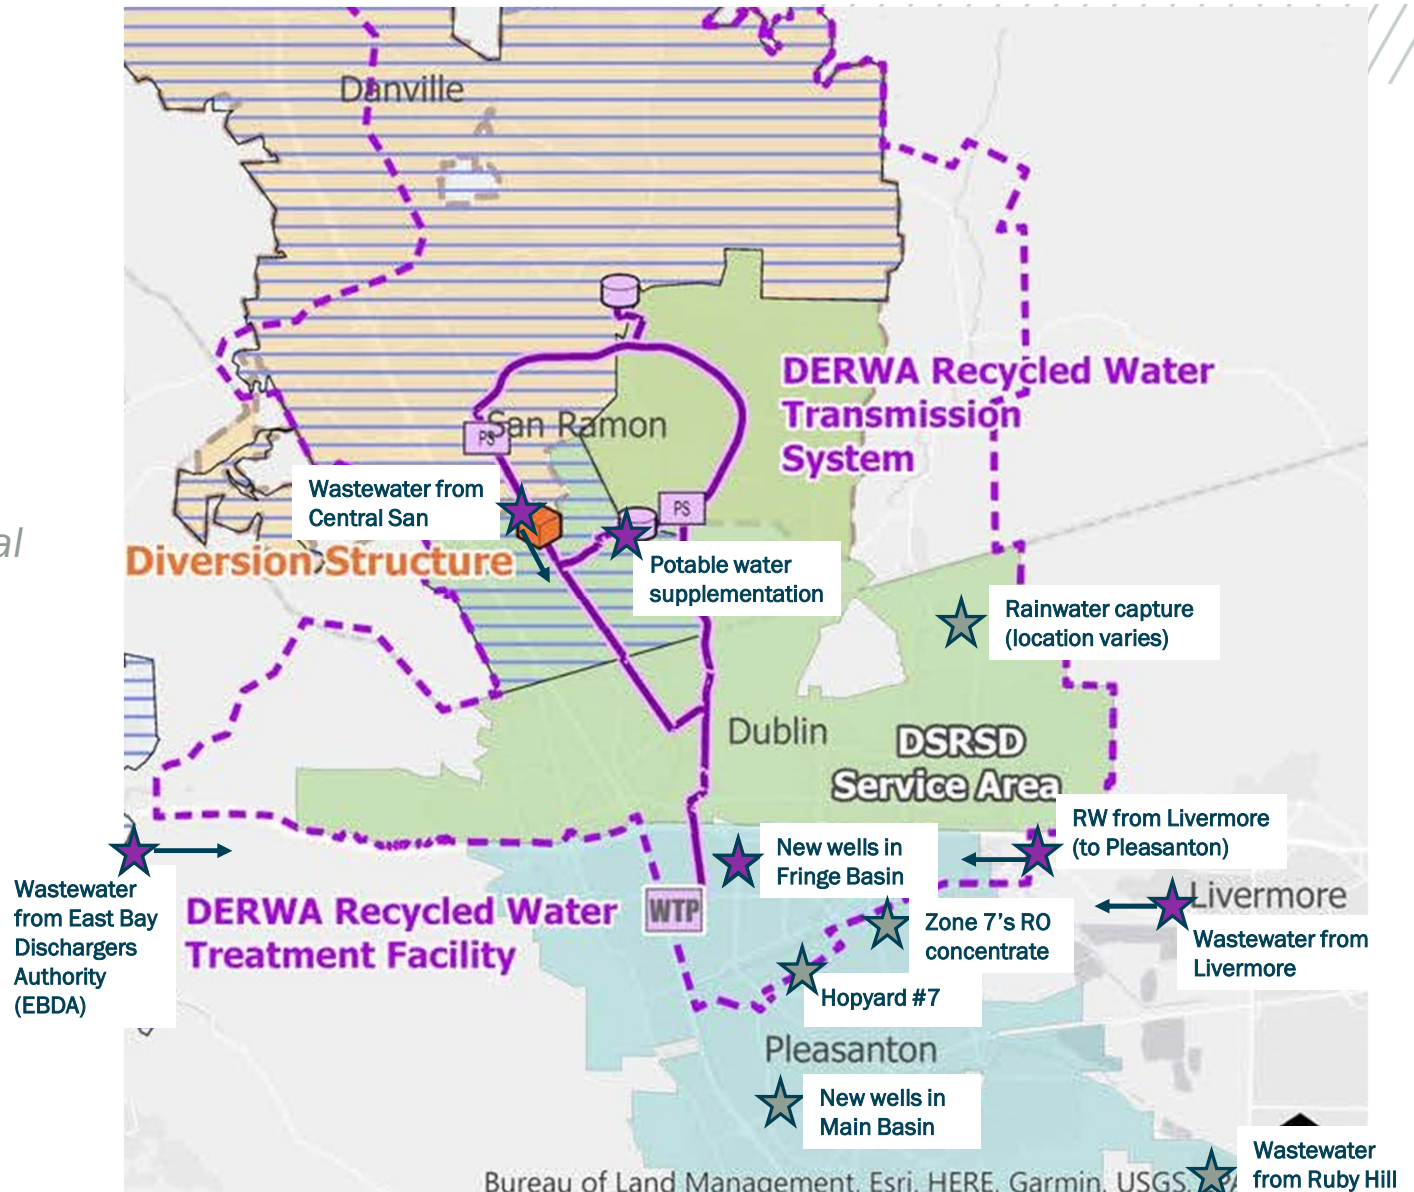 Danville
DERWA Recycled Water
Transmission
System
San Ramon
PS
Wastewater from
Central San
PS
al
Diversion Structure
Potable water
supplementation
Rainwater capture
(location varies)
Dublin
DSRSD
Service Area
RW from Livermore
(to Pleasanton)
New wells in
Fringe Basin
Wastewater
from East Bay
Dischargers
Authority
(EBDA)
DERWA Recycled Water
Treatment Facility
WTP
Livermore
Zone 7’s RO
concentrate
Wastewater from
Livermore
Hopyard #7
Pleasanton
New wells in
Main Basin
Wastewater
from Ruby Hill
Bureau of Land Management, Esri, HERE, Garmin, USGS,